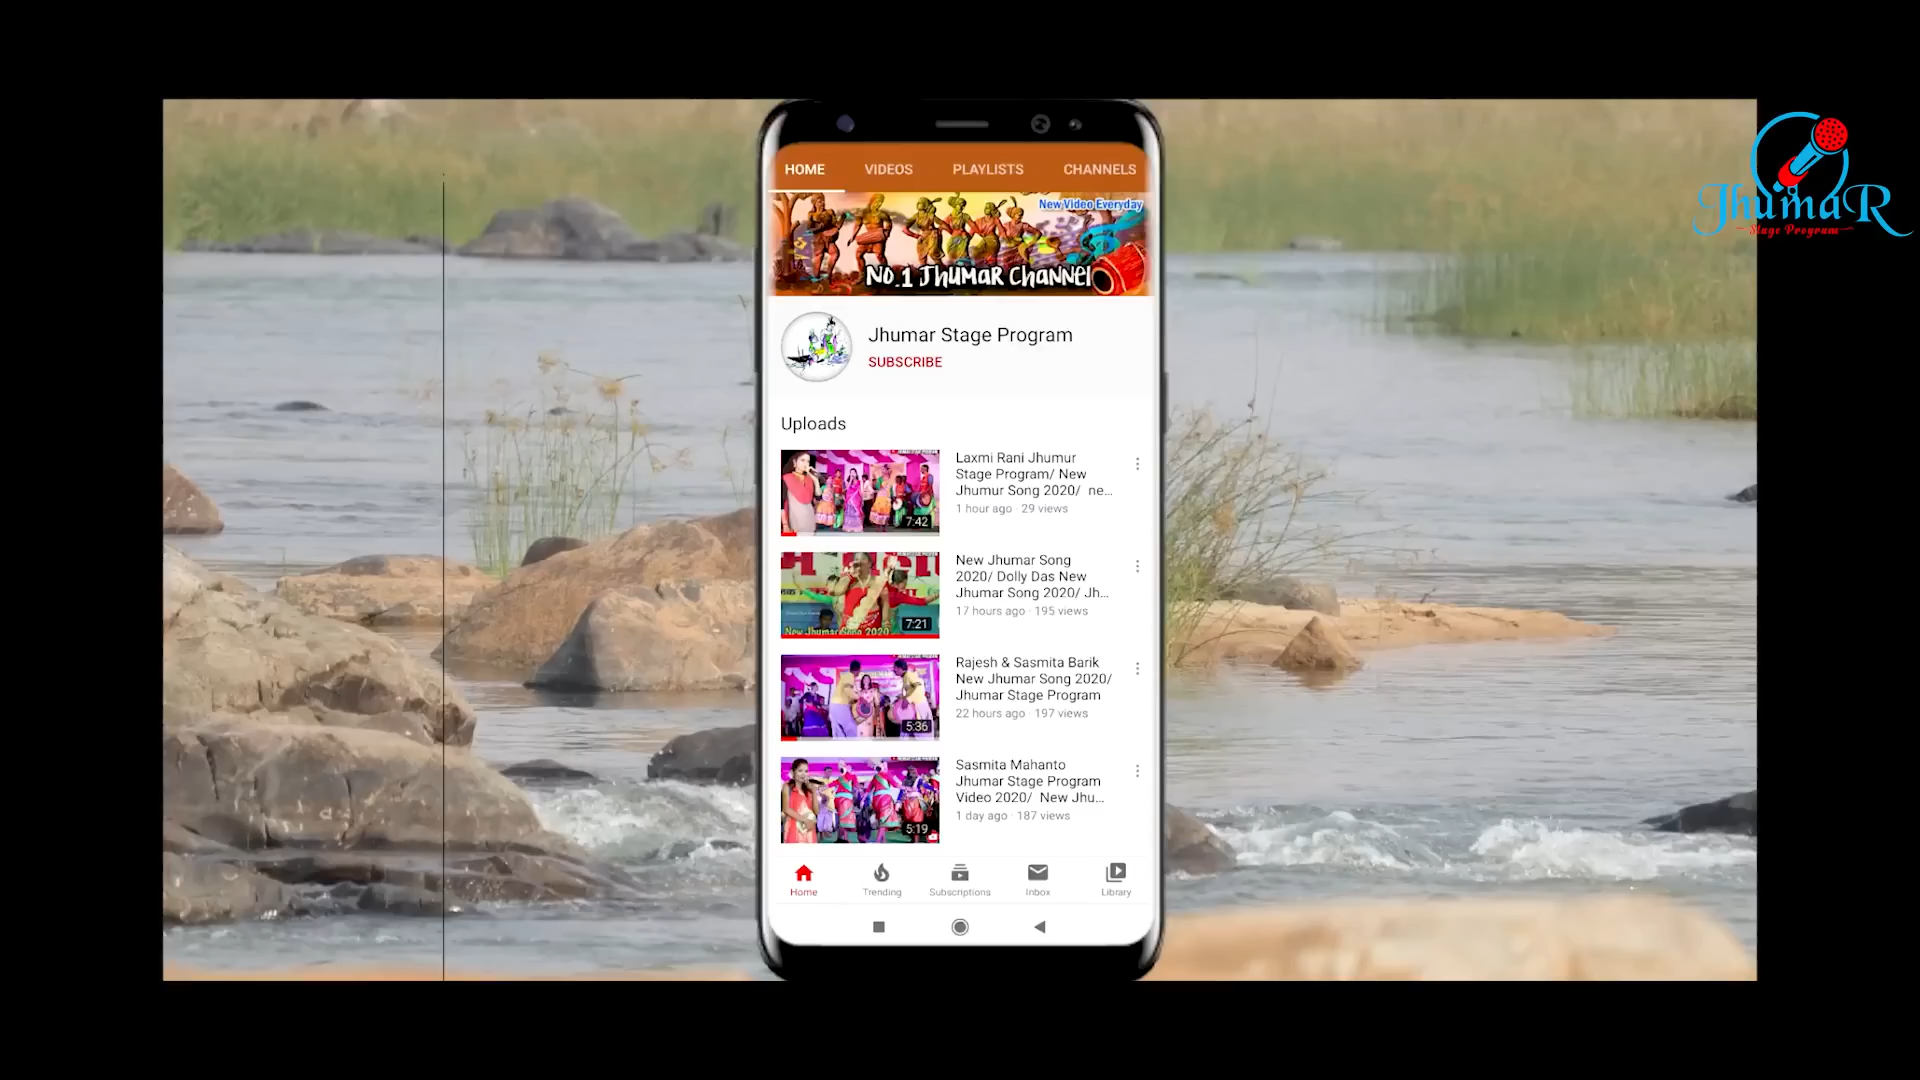 HOME VIDEOS PLAYLISTS CHANNELS
New Video Everyday
No.1 Jhumar Channel
Jhumar Stage Program
SUBSCRIBE
Uploads
Laxmi Rani Jhumur
Stage Program/ New
Jhumur Song 2020/ ne...
1 hour ago · 29 views
7:42
New Jhumar Song
2020/ Dolly Das New
Jhumar Song 2020/ Jh...
17 hours ago · 195 views
New Jhumar Song 2020
7:21
Rajesh & Sasmita Barik
New Jhumar Song 2020/
Jhumar Stage Program
22 hours ago · 197 views
5:36
Sasmita Mahanto
Jhumar Stage Program
Video 2020/ New Jhu...
1 day ago · 187 views
5:19
Home Trending Subscriptions Inbox Library
JhumaR
Stage Program